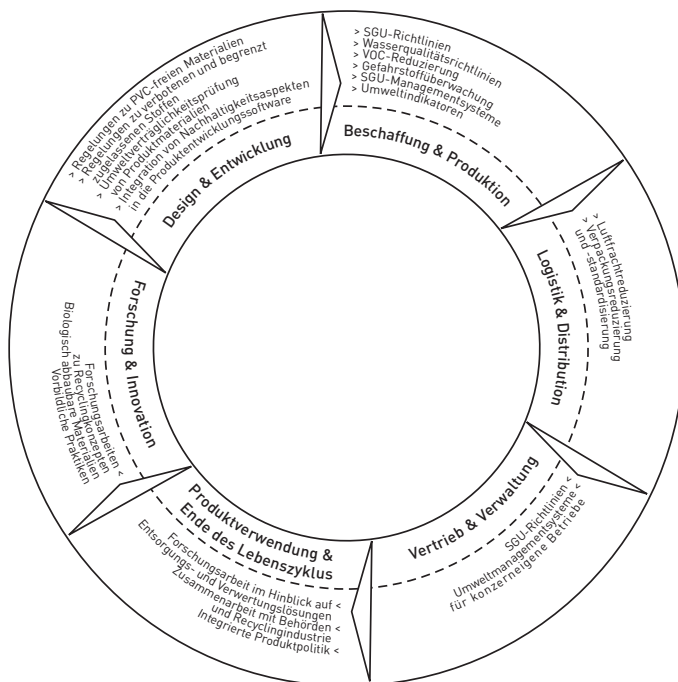 > Regelungen zu PVC-freien Materialien
> Regelungen zu verbotenen und begrenzt
zugelassenen Stoffen
> Umweltverträglichkeitsprüfung
von Produktmaterialien
> Integration von Nachhaltigkeitsaspekten
in die Produktentwicklungssoftware
Design & Entwicklung
> SGU-Richtlinien
> Wasserqualitätsrichtlinien
> VOC-Reduzierung
> Gefahrstoffüberwachung
> SGU-Managementsysteme
> Umweltindikatoren
Beschaffung & Produktion
> Luftfrachtreduzierung
> Verpackungsreduzierung
und -standardisierung
Logistik & Distribution
Vertrieb & Verwaltung
SGU-Richtlinien <
Umweltmanagementsysteme <
für konzerneigene Betriebe
Produktverwendung &
Ende des Lebenszyklus
Forschungsarbeit im Hinblick auf <
Entsorgungs- und Verwertungslösungen
Zusammenarbeit mit Behörden <
und Recyclingindustrie
Integrierte Produktpolitik <
Forschung & Innovation
Forschungsarbeiten <
zu Recyclingkonzepten
Biologisch abbaubare Materialien
Vorbildliche Praktiken